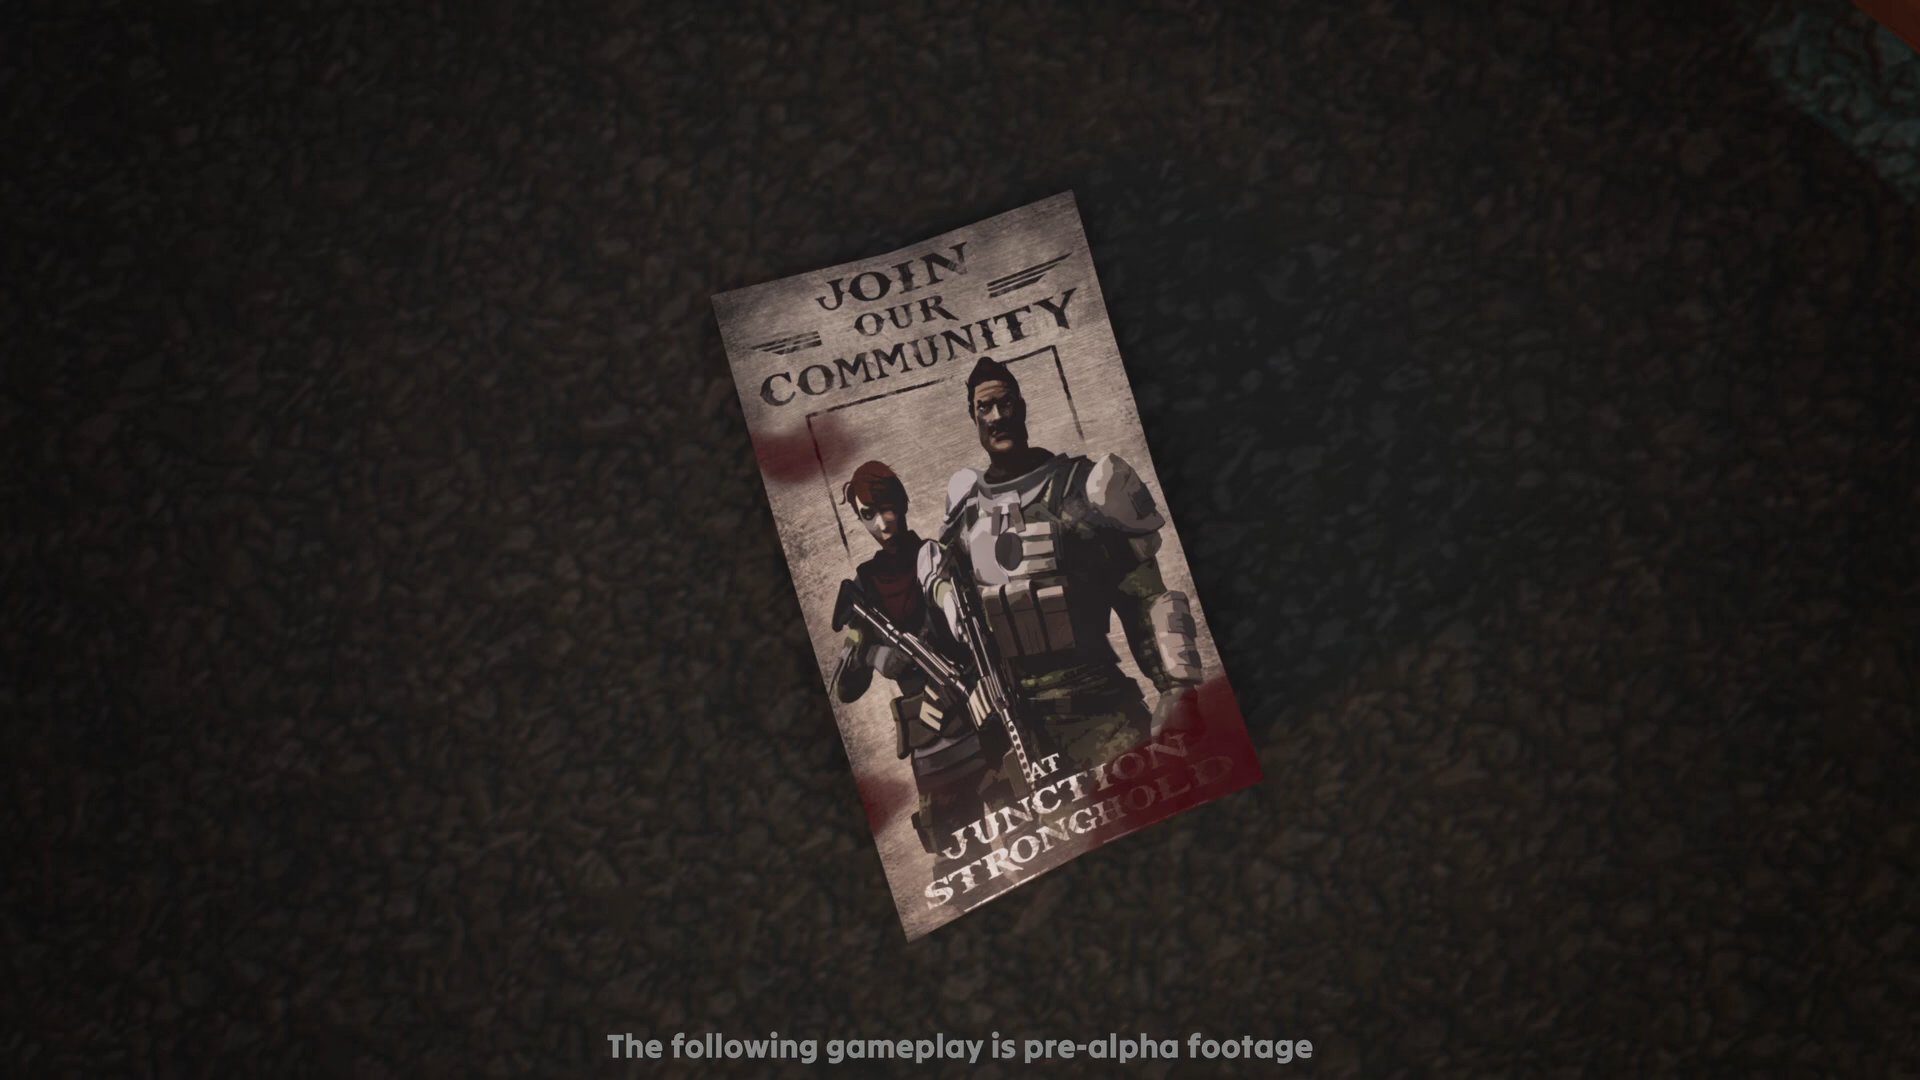 JOIN
OUR
COMMUNITY
AT
JUNCTION
STRONGHOLD
The following gameplay is pre-alpha footage